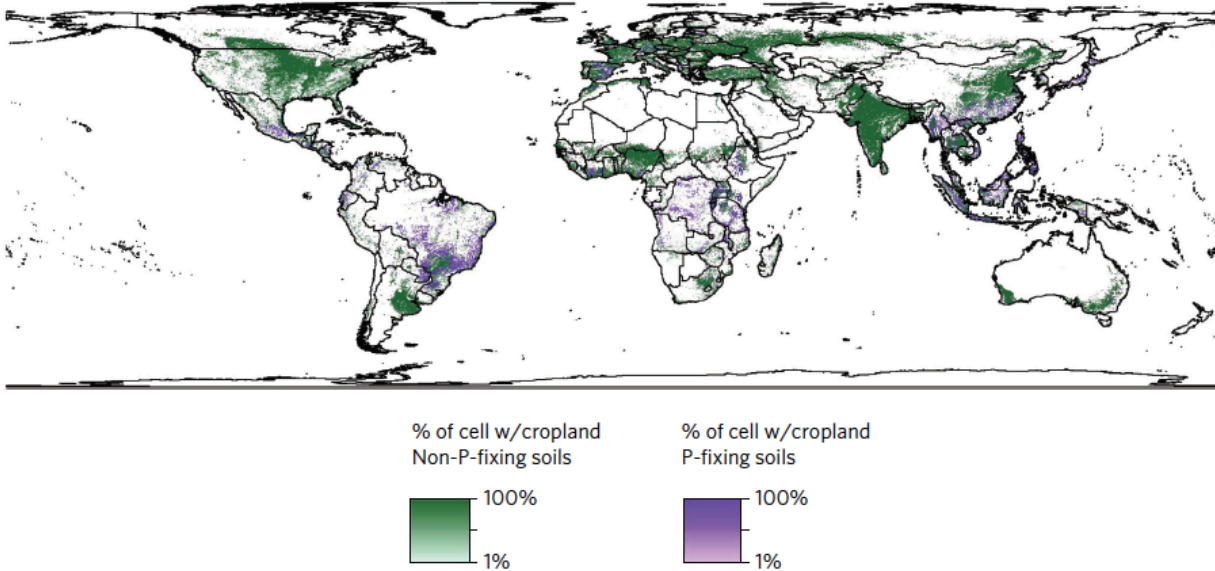 % of cell w/cropland
Non-P-fixing soils
100%
1%
% of cell w/cropland
P-fixing soils
100%
1%